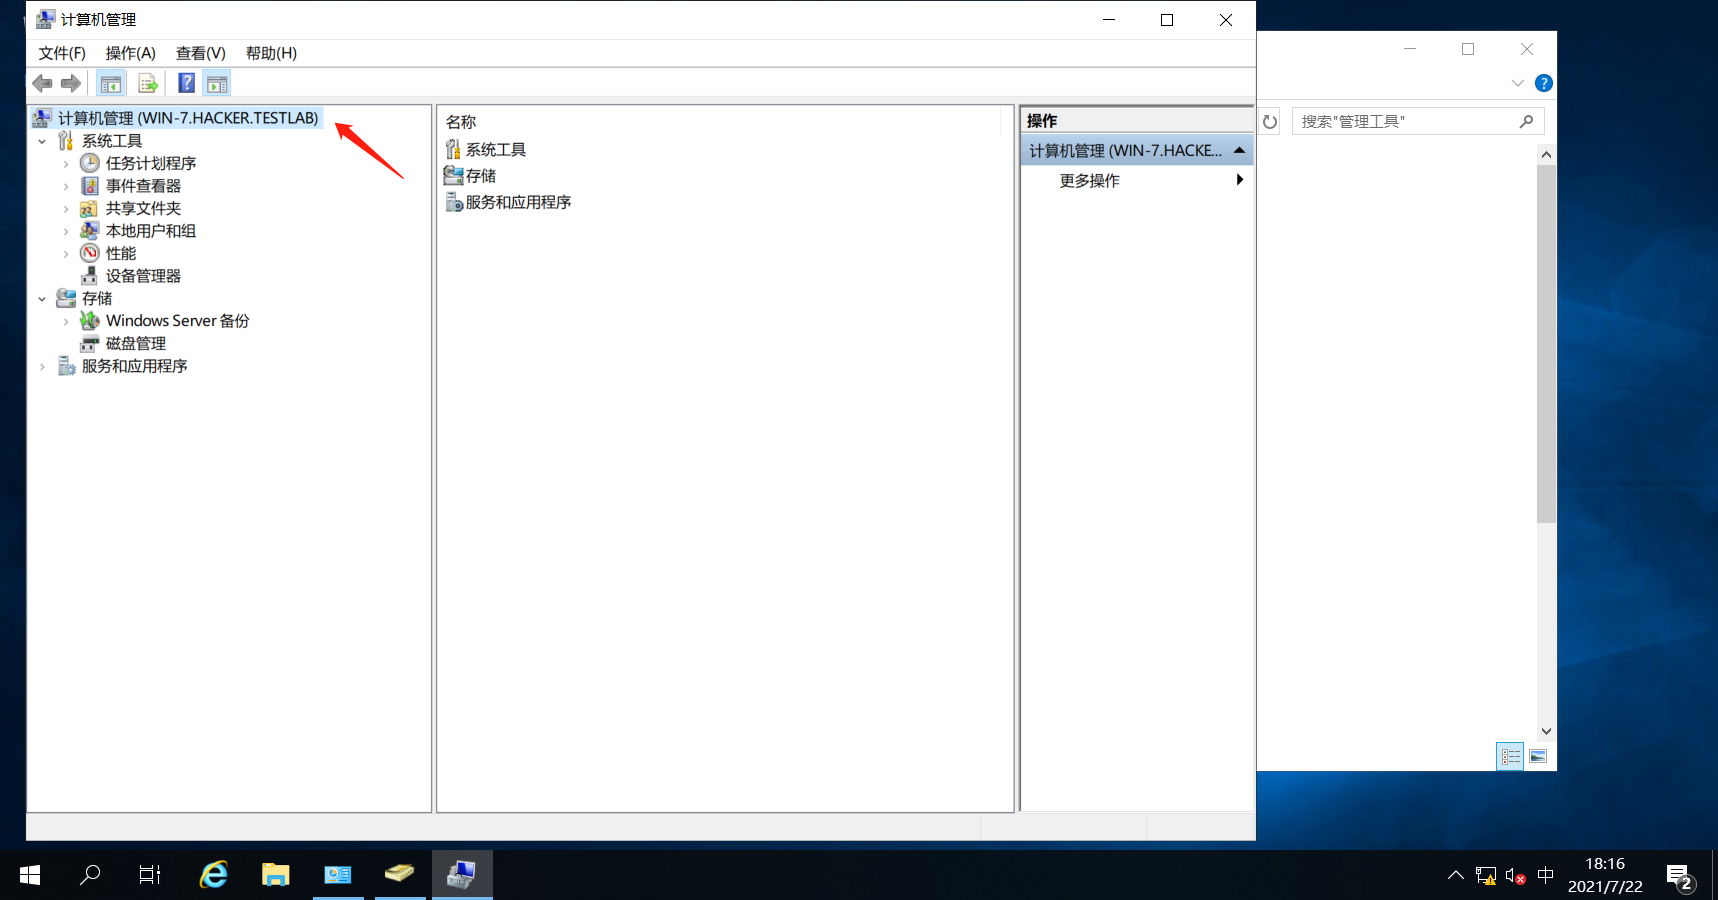 计算机管理
文件(F) 操作(A) 查看(V) 帮助(H)
计算机管理 (WIN-7.HACKER.TESTLAB)
系统工具
任务计划程序
事件查看器
共享文件夹
本地用户和组
性能
设备管理器
存储
Windows Server 备份
磁盘管理
服务和应用程序
名称
系统工具
存储
服务和应用程序
操作
计算机管理 (WIN-7.HACKE...
更多操作
搜索"管理工具"
中
18:16
2021/7/22
2